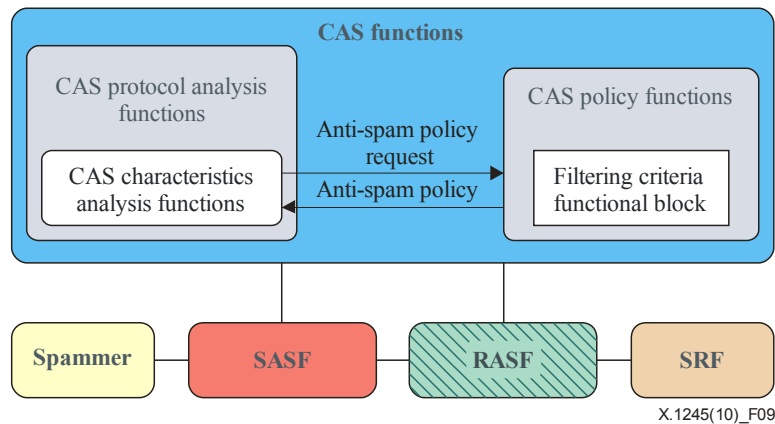 CAS functions
CAS protocol analysis
functions
CAS characteristics
analysis functions
Anti-spam policy
request
Anti-spam policy
CAS policy functions
Filtering criteria
functional block
Spammer
SASF
RASF
SRF
X.1245(10)_F09